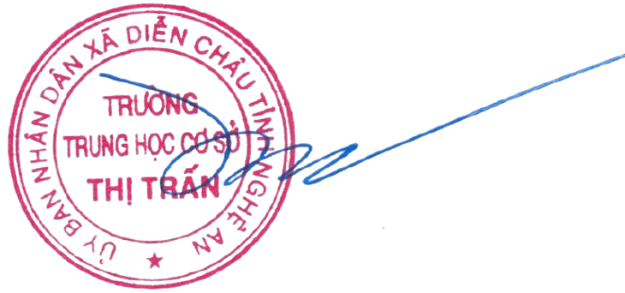 ỦY BAN NHÂN DÂN XÃ DIỄN CHÂU TỈNH NGHỆ AN
TRƯỜNG
TRUNG HỌC CƠ SỞ
THỊ TRẤN